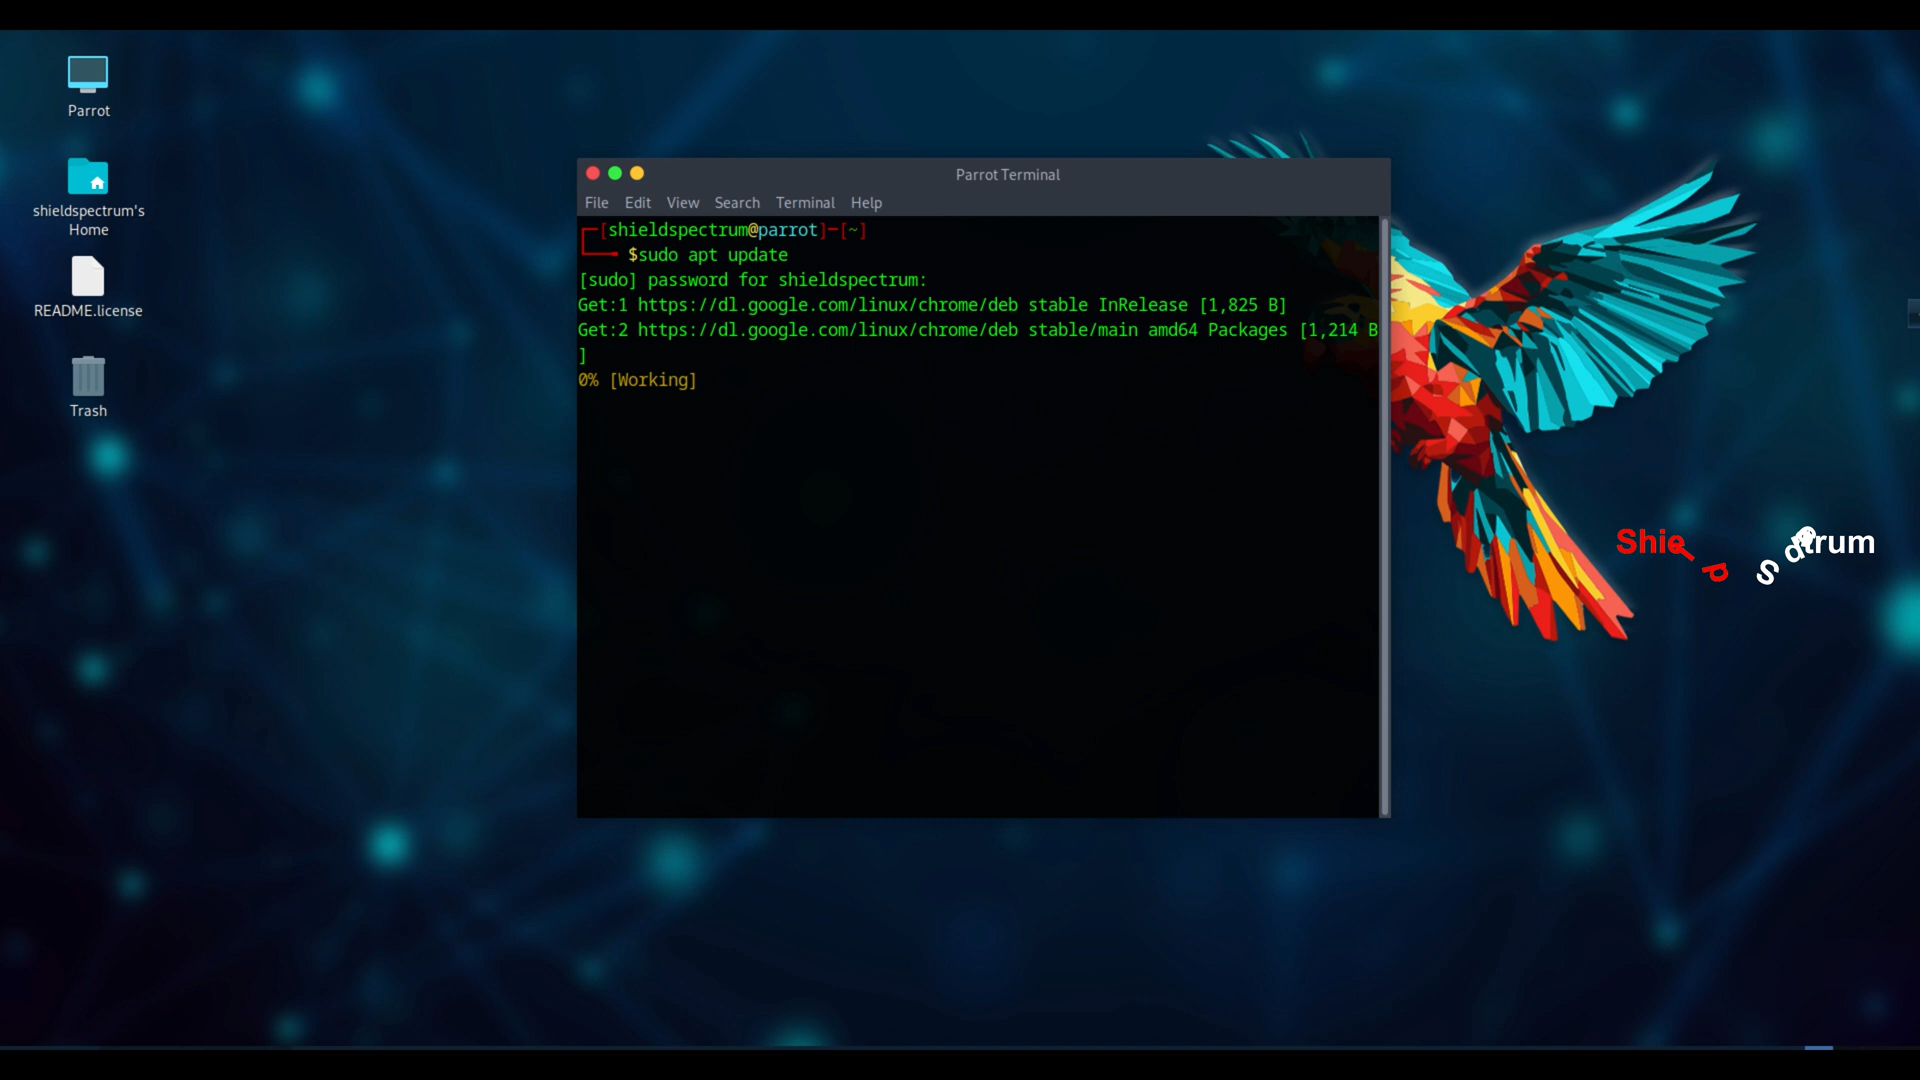 Parrot
shieldspectrum's
Home
README.license
Trash
Parrot Terminal
File Edit View Search Terminal Help
┌─[shieldspectrum@parrot]─[~]
└──╼ $sudo apt update
[sudo] password for shieldspectrum:
Get:1 https://dl.google.com/linux/chrome/deb stable InRelease [1,825 B]
Get:2 https://dl.google.com/linux/chrome/deb stable/main amd64 Packages [1,214 B
]
0% [Working]
Shield Spectrum